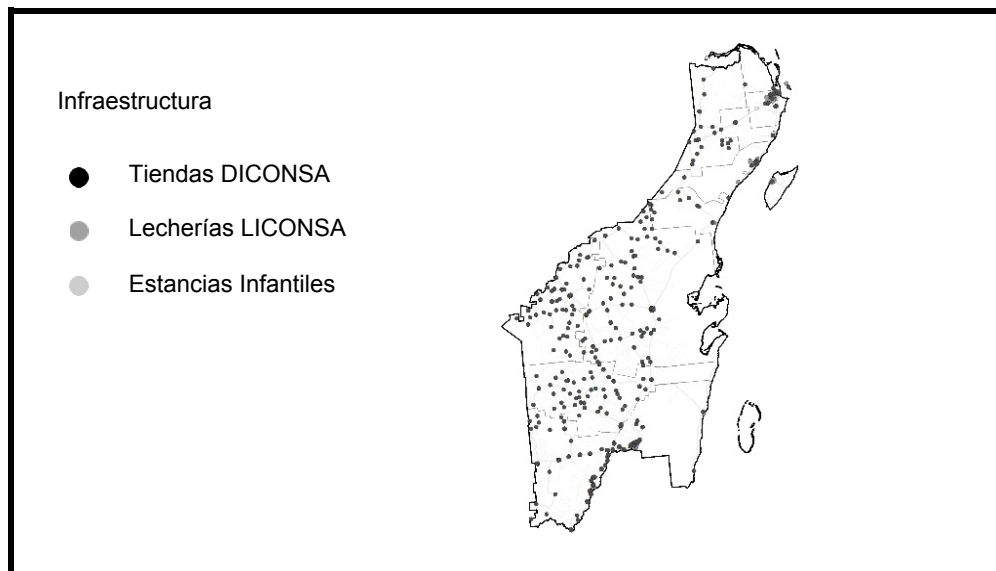 Infraestructura
Tiendas DICONSA
Lecherías LICONSA
Estancias Infantiles